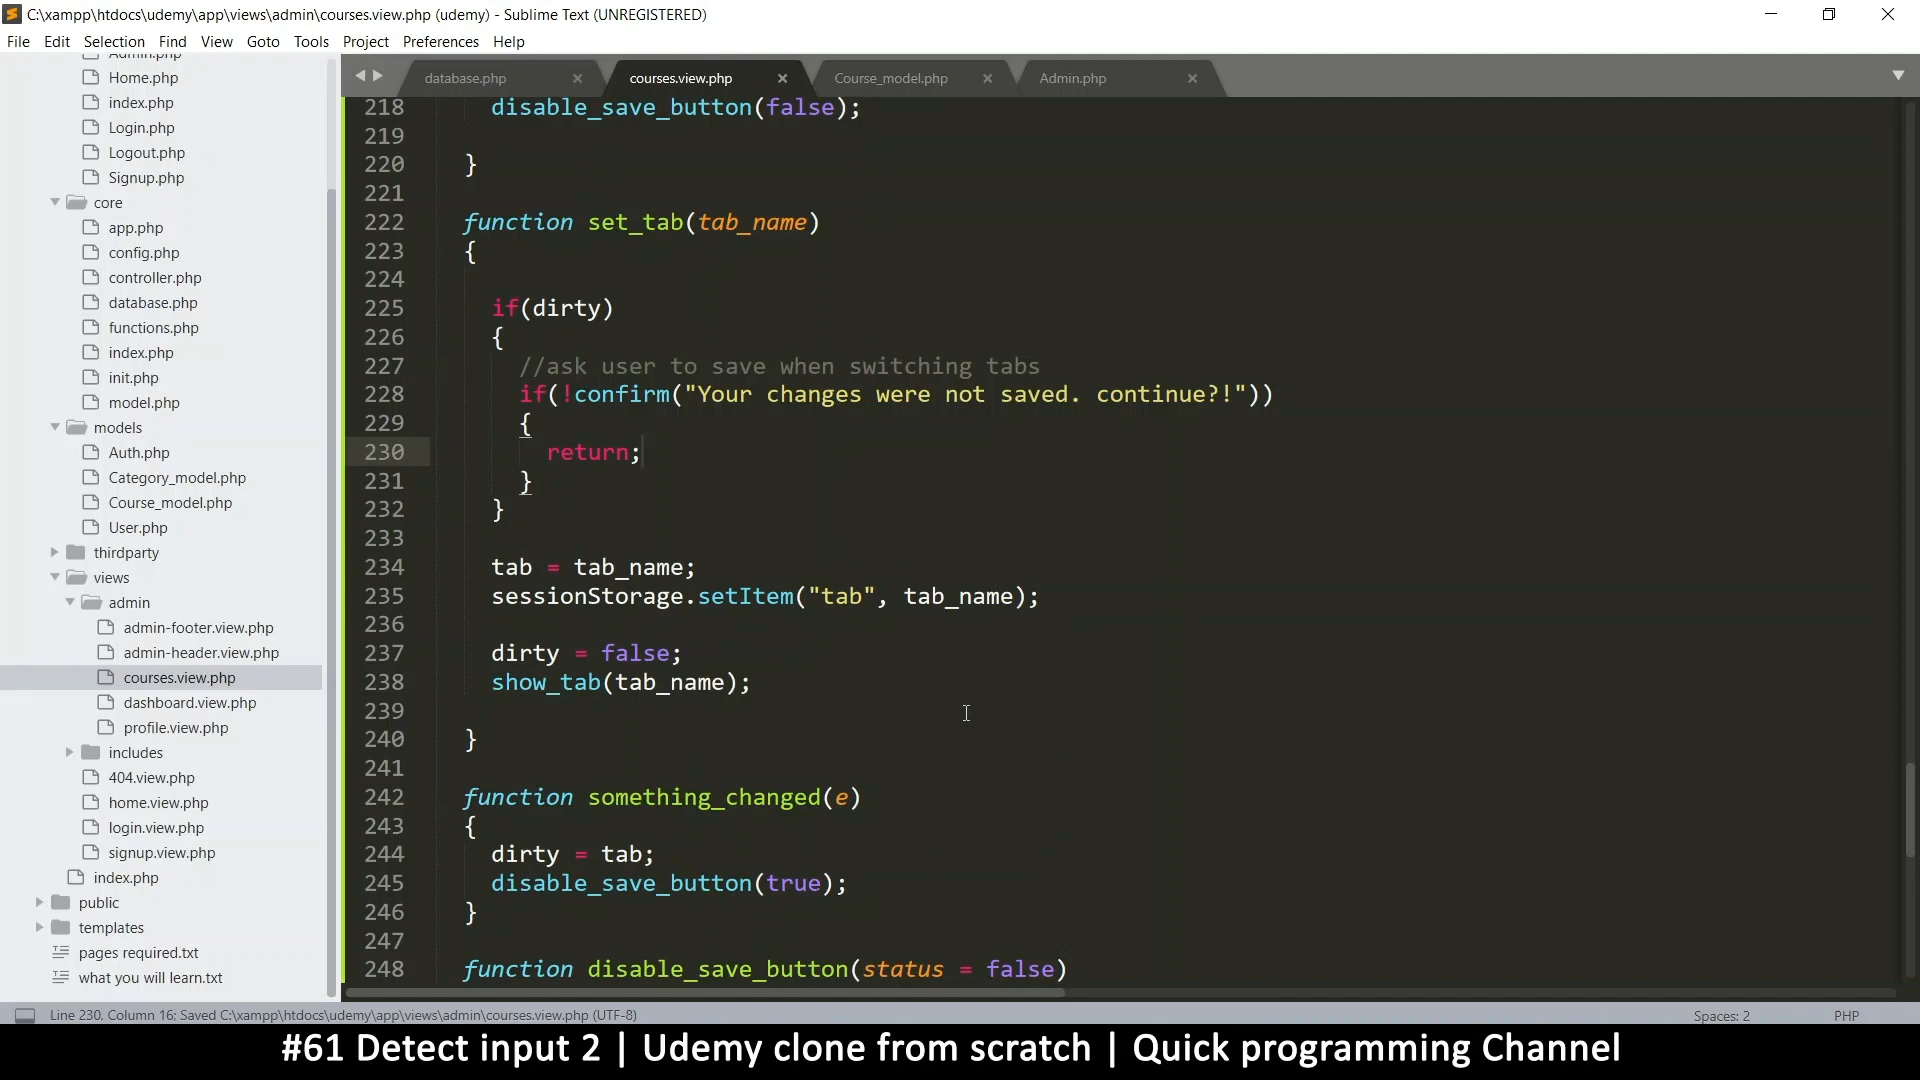 C:\xampp\htdocs\udemy\app\views\admin\courses.view.php (udemy) - Sublime Text (UNREGISTERED)
File Edit Selection Find View Goto Tools Project Preferences Help
Admin.php
Home.php
index.php
Login.php
Logout.php
Signup.php
core
app.php
config.php
controller.php
database.php
functions.php
index.php
init.php
model.php
models
Auth.php
Category_model.php
Course_model.php
User.php
thirdparty
views
admin
admin-footer.view.php
admin-header.view.php
courses.view.php
dashboard.view.php
profile.view.php
includes
404.view.php
home.view.php
login.view.php
signup.view.php
index.php
public
templates
pages required.txt
what you will learn.txt
database.php courses.view.php Course_model.php Admin.php
218 disable_save_button(false);
219
220 }
221
222 function set_tab(tab_name)
223 {
224
225 if(dirty)
226 {
227 //ask user to save when switching tabs
228 if(!confirm("Your changes were not saved. continue?!"))
229 {
230 return;
231 }
232 }
233
234 tab = tab_name;
235 sessionStorage.setItem("tab", tab_name);
236
237 dirty = false;
238 show_tab(tab_name);
239
240 }
241
242 function something_changed(e)
243 {
244 dirty = tab;
245 disable_save_button(true);
246 }
247
248 function disable_save_button(status = false)
Line 230, Column 16; Saved C:\xampp\htdocs\udemy\app\views\admin\courses.view.php (UTF-8) Spaces: 2 PHP
#61 Detect input 2 | Udemy clone from scratch | Quick programming Channel